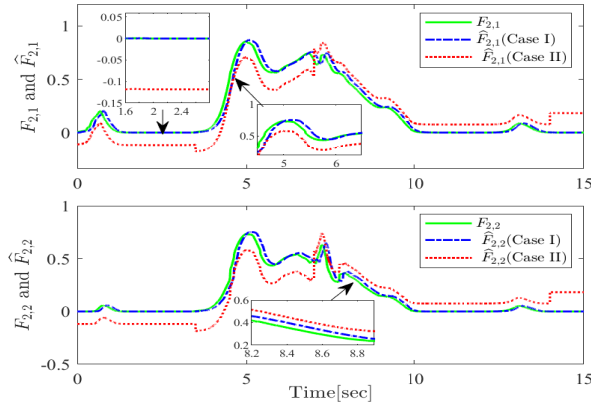 F2,1 and F̂2,1
1
0.5
0
0.05
0
-0.05
-0.1
-0.15
1.6 2 2.4
0.5
5 6
F2,1
F̂2,1(Case I)
F̂2,1(Case II)
0 5 10 15
F2,2 and F̂2,2
1
0.5
0
-0.5
F2,2
F̂2,2(Case I)
F̂2,2(Case II)
0.6
0.4
0.2
8.2 8.4 8.6 8.8
0 5 10 15
Time[sec]